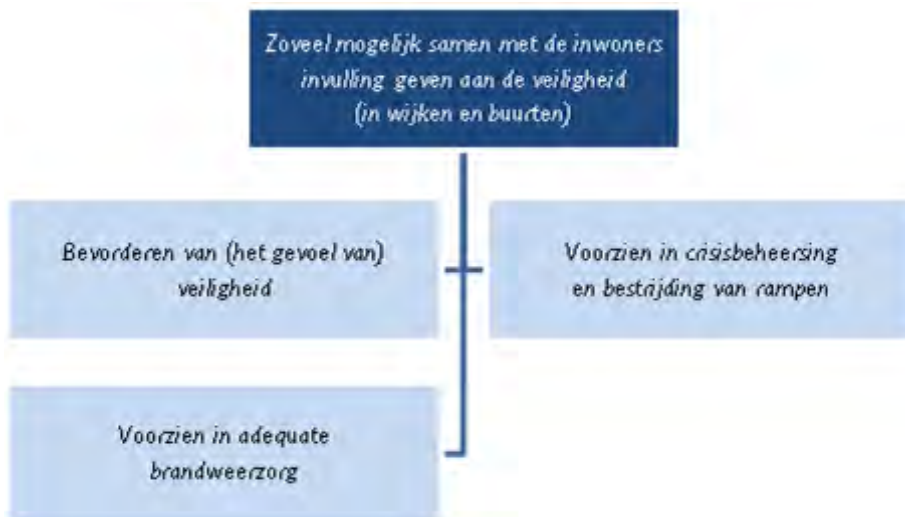 Zoveel mogelijk samen met de inwoners
invulling geven aan de veiligheid
(in wijken en buurten)
Bevorderen van (het gevoel van)
veiligheid
Voorzien in crisisbeheersing
en bestrijding van rampen
Voorzien in adequate
brandweerzorg